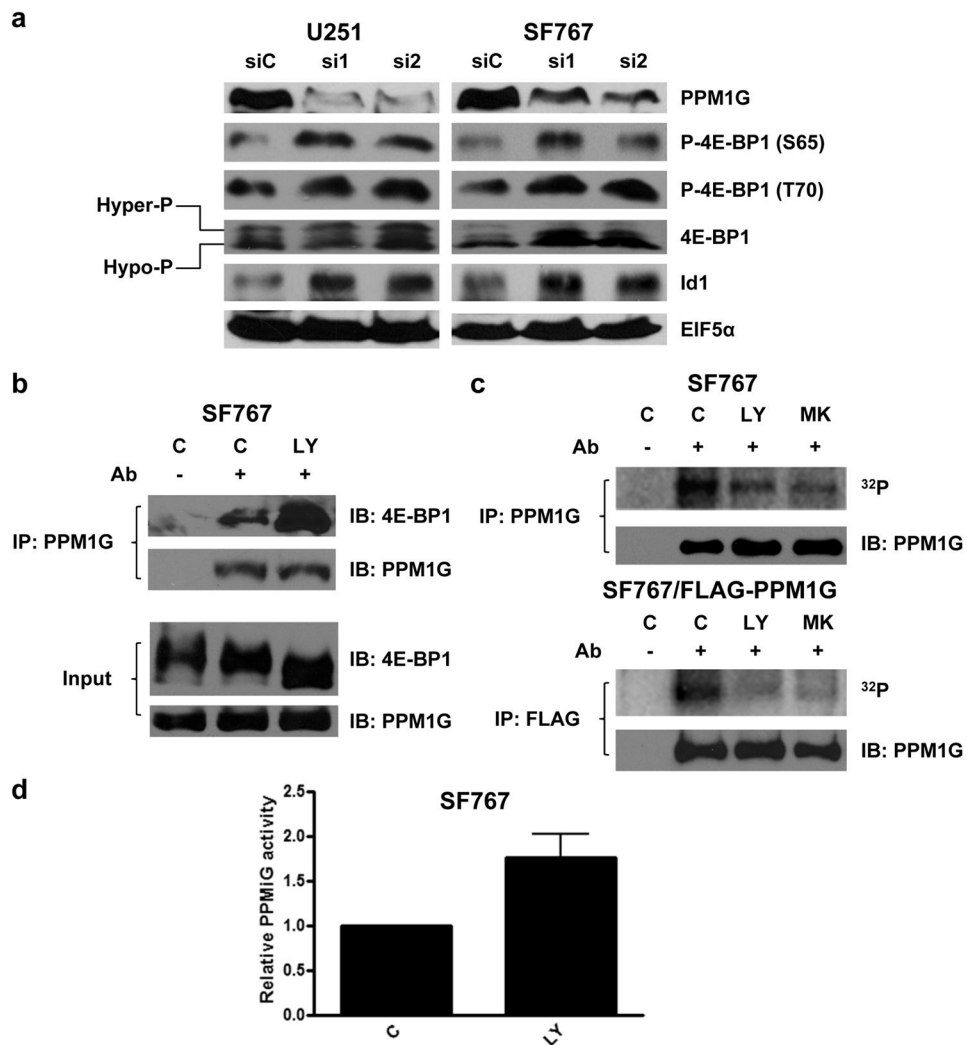 a
U251
SF767
siC si1 si2
siC si1 si2
PPM1G
P-4E-BP1 (S65)
P-4E-BP1 (T70)
Hyper-P
4E-BP1
Hypo-P
Id1
EIF5α
b
SF767
C C LY
Ab - + +
IP: PPM1G
IB: 4E-BP1
IB: PPM1G
Input
IB: 4E-BP1
IB: PPM1G
c
SF767
C C LY MK
Ab - + + +
IP: PPM1G
32P
IB: PPM1G
SF767/FLAG-PPM1G
C C LY MK
Ab - + + +
IP: FLAG
32P
IB: PPM1G
d
SF767
Relative PPMiG activity
2.5
2.0
1.5
1.0
0.5
0.0
C
LY